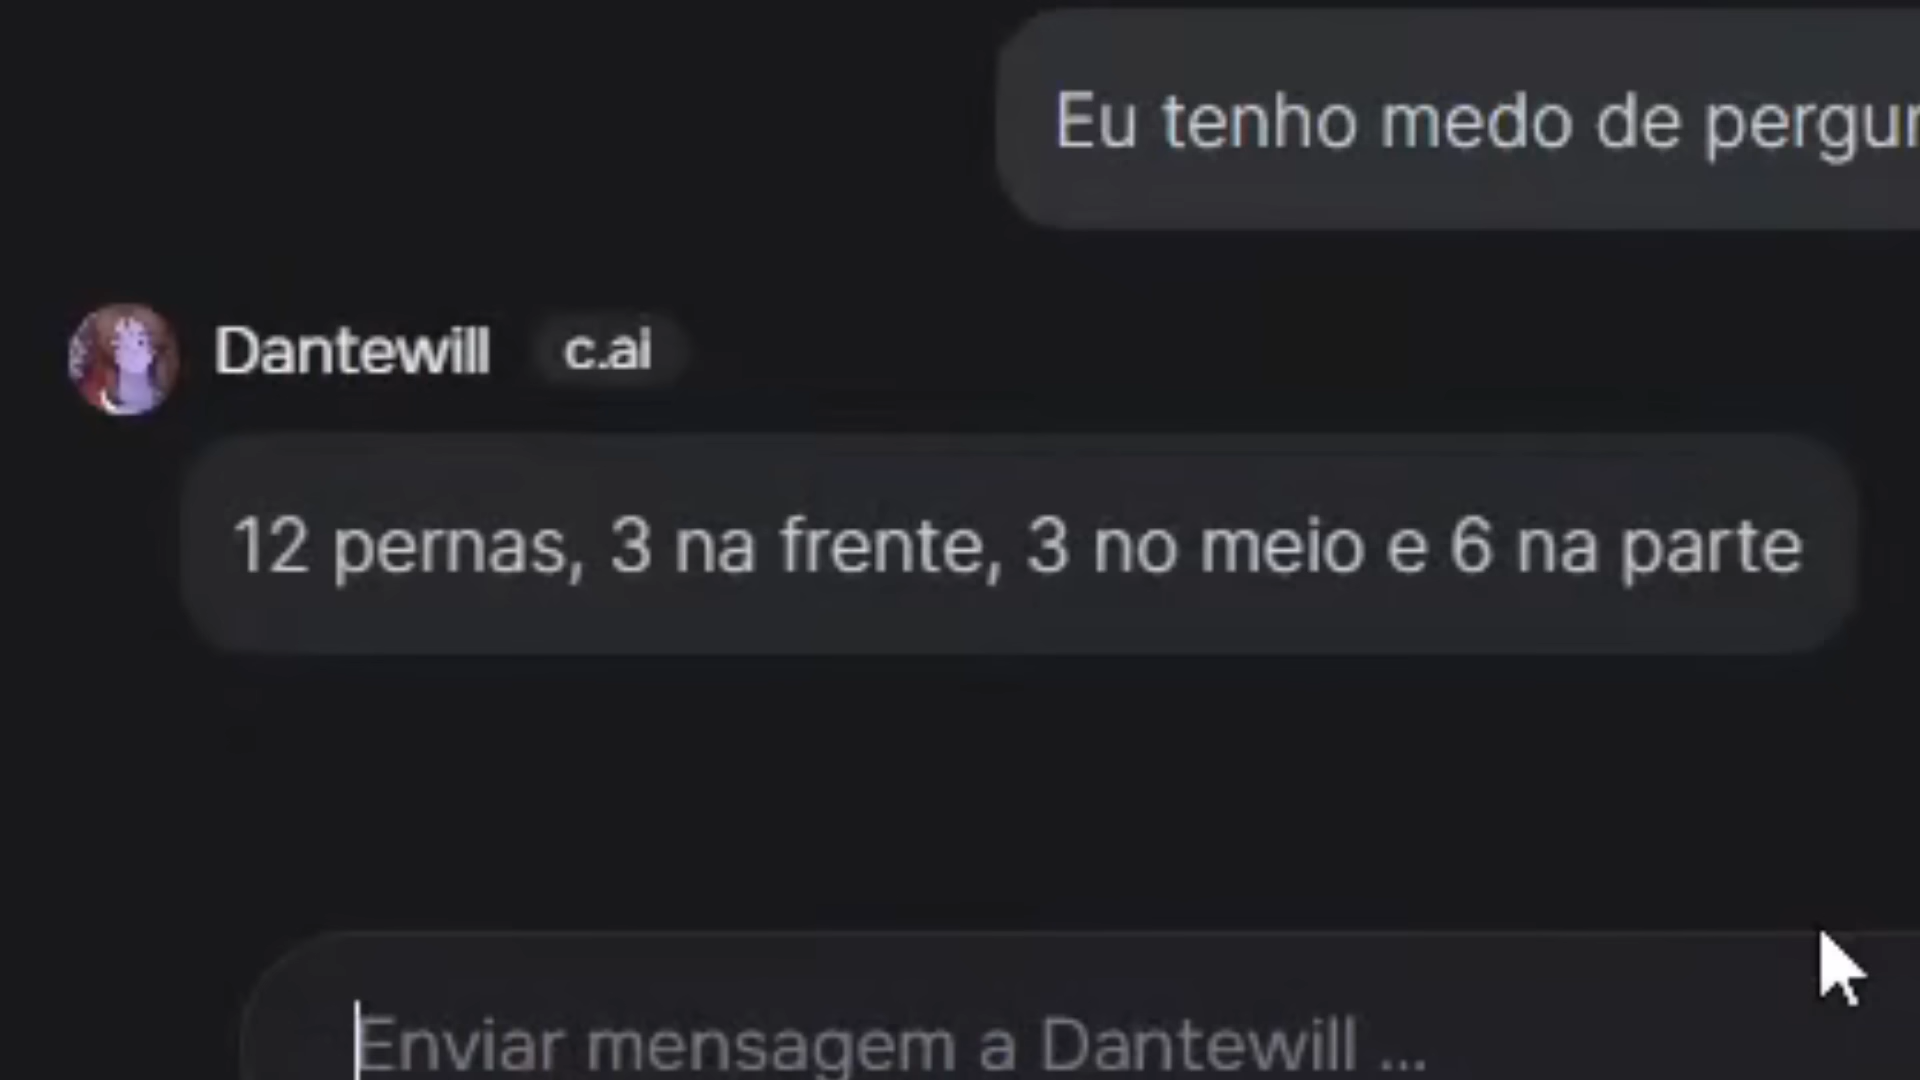 Eu tenho medo de
Dantewill c.ai
12 pernas, 3 na frente, 3 no meio e 6 na parte
Enviar mensagem a Dantewill ...